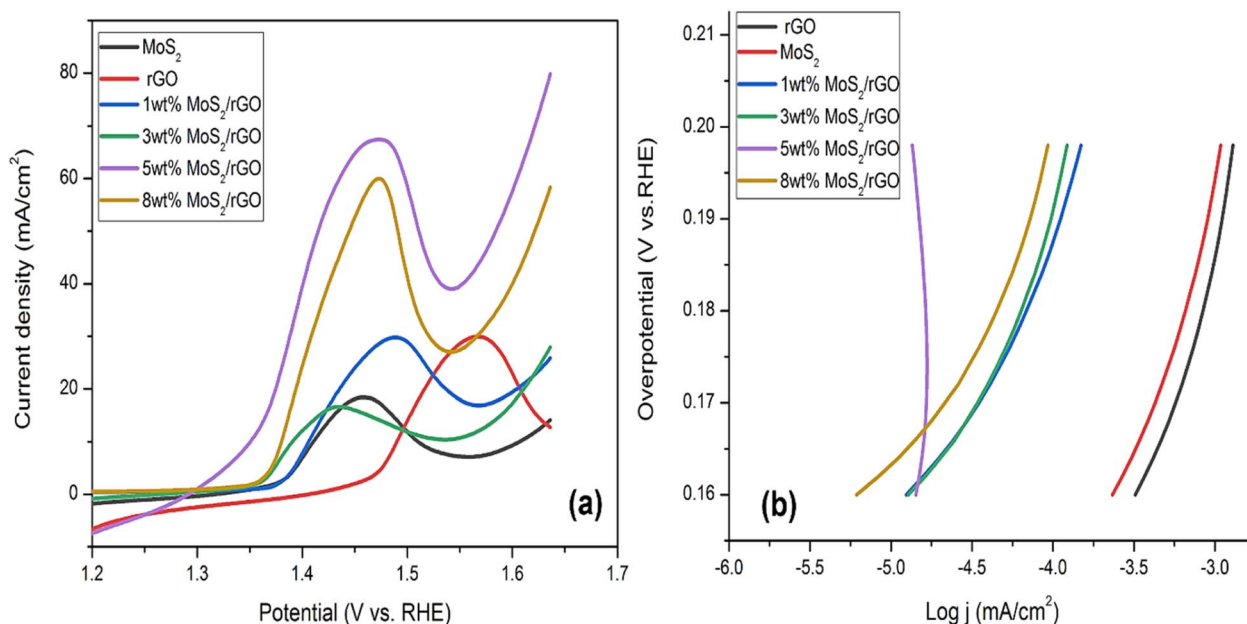 MoS2
rGO
1wt% MoS2/rGO
3wt% MoS2/rGO
5wt% MoS2/rGO
8wt% MoS2/rGO
80
60
40
20
0
Current density (mA/cm2)
(a)
1.2 1.3 1.4 1.5 1.6 1.7
Potential (V vs. RHE)
rGO
MoS2
1wt% MoS2/rGO
3wt% MoS2/rGO
5wt% MoS2/rGO
8wt% MoS2/rGO
0.21
0.20
0.19
0.18
0.17
0.16
Overpotential (V vs.RHE)
(b)
-6.0 -5.5 -5.0 -4.5 -4.0 -3.5 -3.0
Log j (mA/cm2)